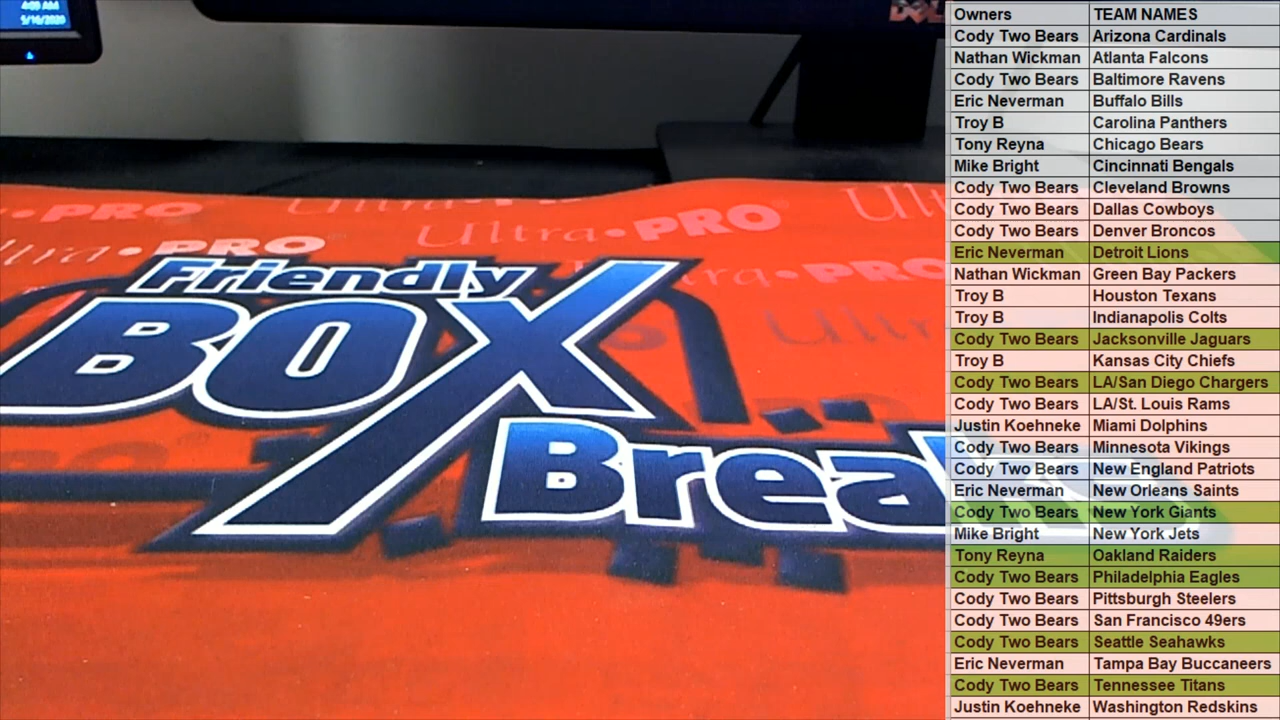 4:09 AM
5/16/2020
DELL
Ultra•PRO
Ultra•PRO
Ultra•PRO
Friendly
BOX
Break
Owners TEAM NAMES
Cody Two Bears Arizona Cardinals
Nathan Wickman Atlanta Falcons
Cody Two Bears Baltimore Ravens
Eric Neverman Buffalo Bills
Troy B Carolina Panthers
Tony Reyna Chicago Bears
Mike Bright Cincinnati Bengals
Cody Two Bears Cleveland Browns
Cody Two Bears Dallas Cowboys
Cody Two Bears Denver Broncos
Eric Neverman Detroit Lions
Nathan Wickman Green Bay Packers
Troy B Houston Texans
Troy B Indianapolis Colts
Cody Two Bears Jacksonville Jaguars
Troy B Kansas City Chiefs
Cody Two Bears LA/San Diego Chargers
Cody Two Bears LA/St. Louis Rams
Justin Koehneke Miami Dolphins
Cody Two Bears Minnesota Vikings
Cody Two Bears New England Patriots
Eric Neverman New Orleans Saints
Cody Two Bears New York Giants
Mike Bright New York Jets
Tony Reyna Oakland Raiders
Cody Two Bears Philadelphia Eagles
Cody Two Bears Pittsburgh Steelers
Cody Two Bears San Francisco 49ers
Cody Two Bears Seattle Seahawks
Eric Neverman Tampa Bay Buccaneers
Cody Two Bears Tennessee Titans
Justin Koehneke Washington Redskins